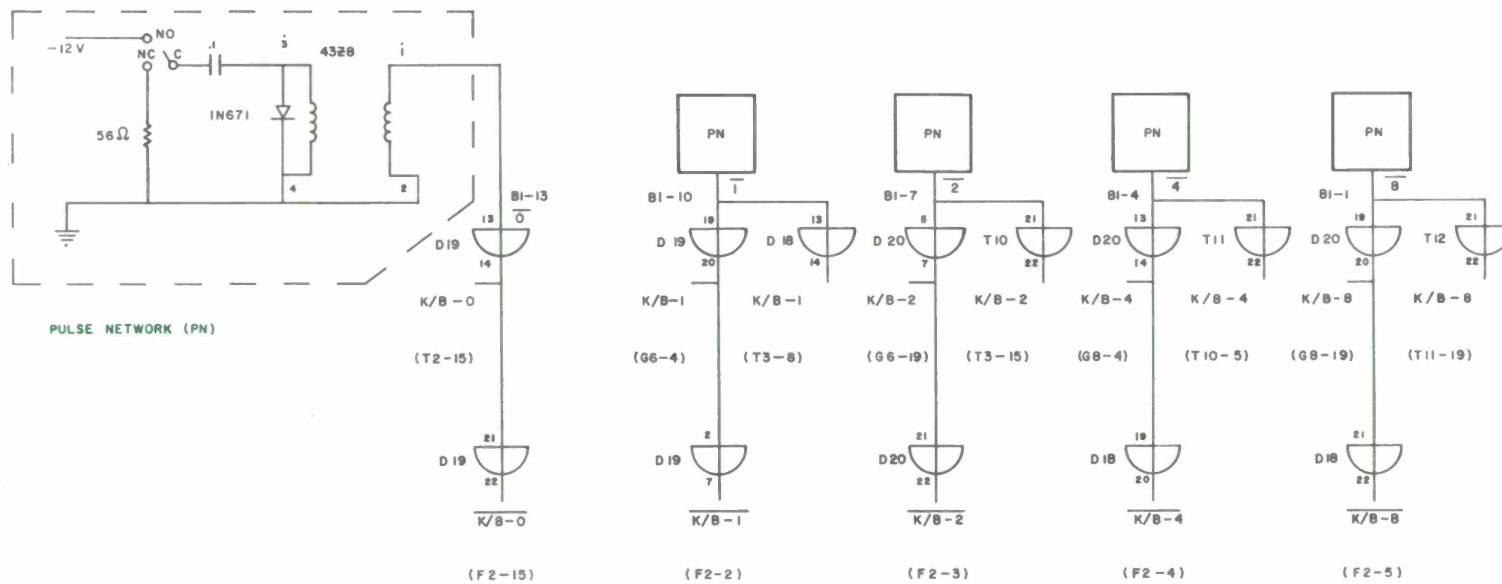 NO
-12V
NC
C
.1
3
4328
1
1N671
56Ω
4
2
PN
PN
PN
PN
B1-13
0
13
D19
14
B1-10
1
19
13
D19
D18
20
14
B1-7
2
5
21
D20
T10
7
22
B1-4
4
13
21
D20
T11
14
22
B1-1
8
19
21
D20
T12
20
22
K/B-0
K/B-1
K/B-1
K/B-2
K/B-2
K/B-4
K/B-4
K/B-8
K/B-8
PULSE NETWORK (PN)
(T2-15)
(G6-4)
(T3-8)
(G6-19)
(T3-15)
(G8-4)
(T10-5)
(G8-19)
(T11-19)
21
D19
22
2
D19
7
21
D20
22
19
D18
20
21
D18
22
K/B-0
K/B-1
K/B-2
K/B-4
K/B-8
(F2-15)
(F2-2)
(F2-3)
(F2-4)
(F2-5)